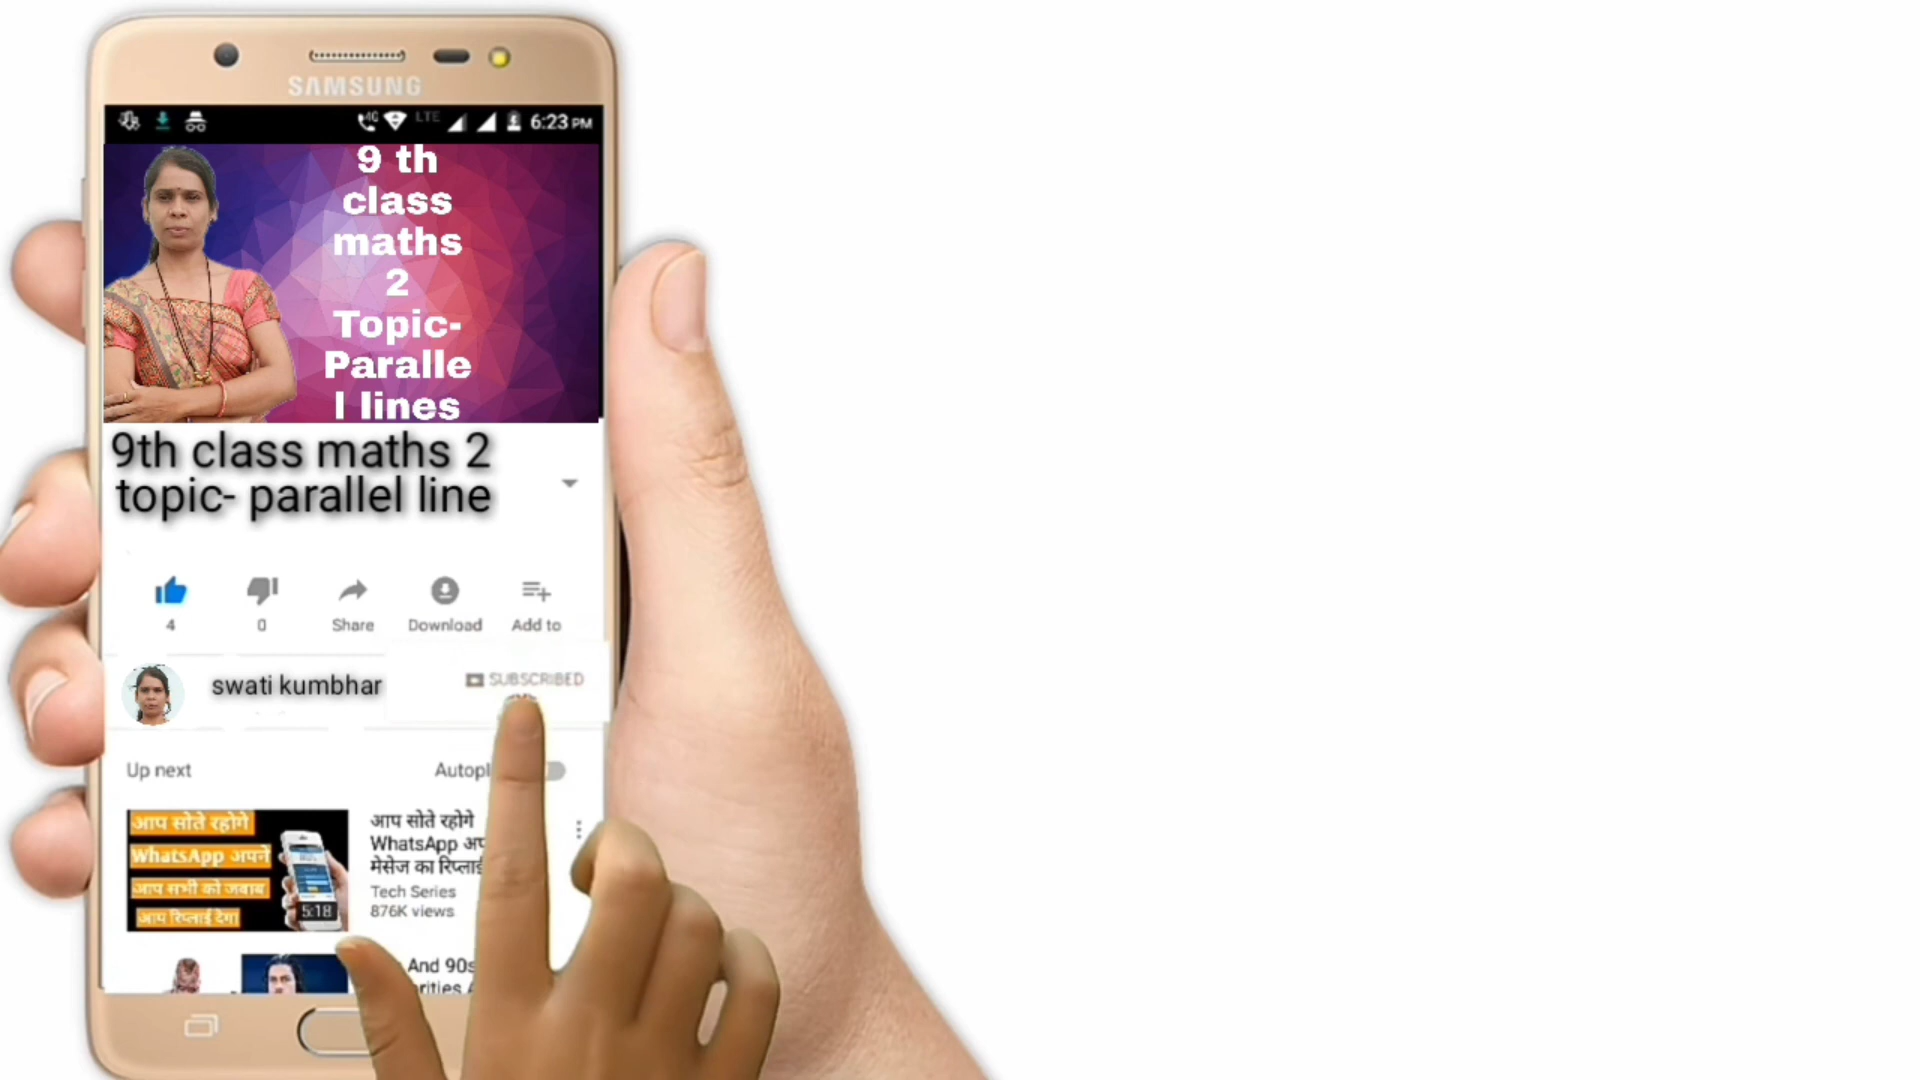 SAMSUNG
4G LTE 6:23 PM
9 th
class
maths
2
Topic-
Paralle
l lines
9th class maths 2
topic- parallel line
4 0 Share Download Add to
swati kumbhar SUBSCRIBED
Up next
आप सोते रहोगे
WhatsApp अपने
आप सभी को जवाब
आप रिप्लाई देगा
5:18
आप सोते रहोगे
WhatsApp
मेसेज का
Tech Series
876K views
And 90s